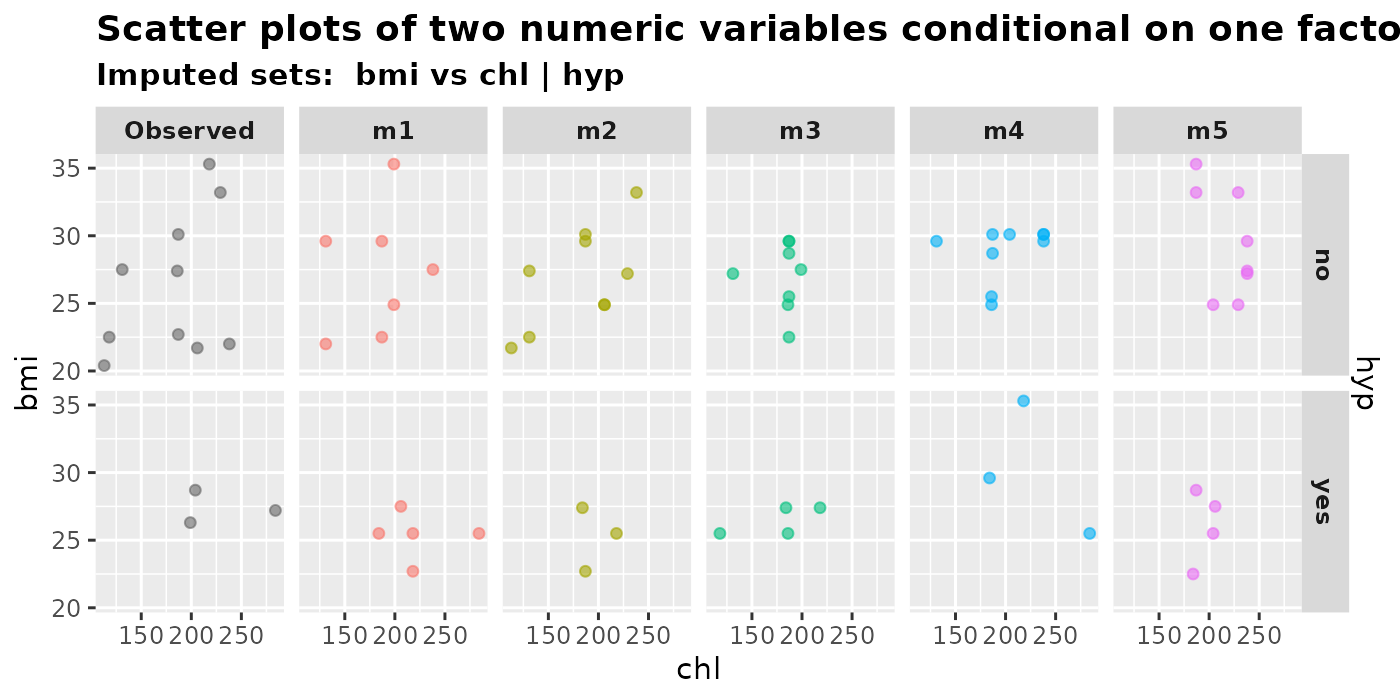 Scatter plots of two numeric variables conditional on one facto
Imputed sets:  bmi vs chl | hyp
Observed m1 m2 m3 m4 m5
35
30
25
20
no
bmi
hyp
35
30
25
20
yes
150 200 250 150 200 250 150 200 250 150 200 250 150 200 250 150 200 250
chl